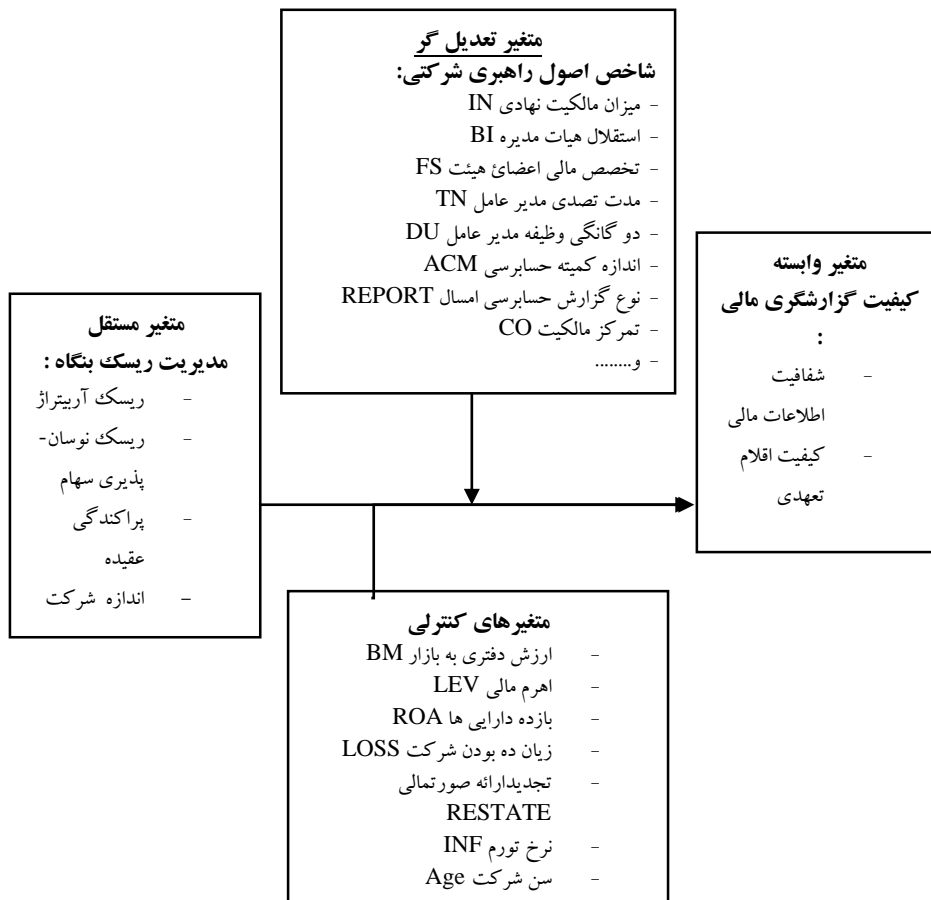 متغیر تعدیل گر
شاخص اصول راهبری شرکتی:
- میزان مالکیت نهادی IN
- استقلال هیات مدیره BI
- تخصص مالی اعضائ هیئت FS
- مدت تصدی مدیر عامل TN
- دو گانگی وظیفه مدیر عامل DU
- اندازه کمیته حسابرسی ACM
- نوع گزارش حسابرسی امسال REPORT
- تمرکز مالکیت CO
- و........
متغیر وابسته
کیفیت گزارشگری مالی
:
- شفافیت
اطلاعات مالی
- کیفیت اقلام
تعهدی
متغیر مستقل
مدیریت ریسک بنگاه :
- ریسک آربیتراژ
- ریسک نوسان-
پذیری سهام
- پراکندگی
عقیده
- اندازه شرکت
متغیرهای کنترلی
- ارزش دفتری به بازار BM
- اهرم مالی LEV
- بازده دارایی ها ROA
- زیان ده بودن شرکت LOSS
- تجدیدارائه صورتمالی
RESTATE
- نرخ تورم INF
- سن شرکت Age